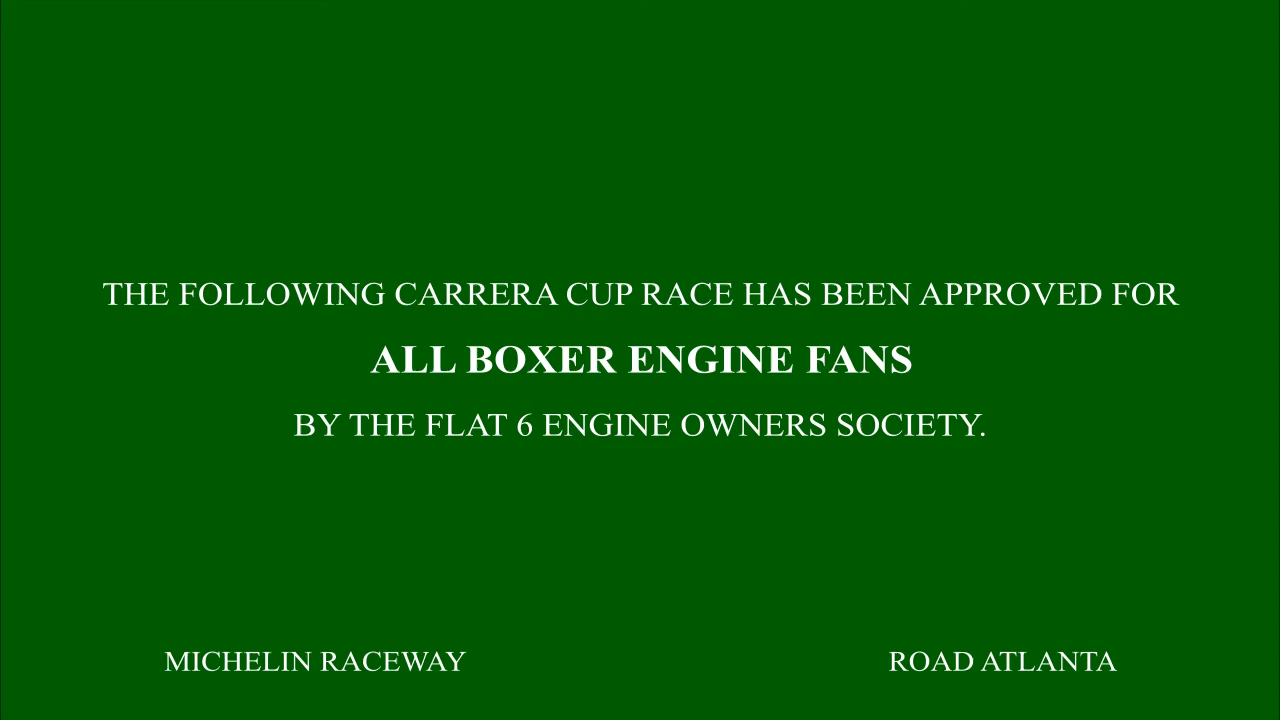 THE FOLLOWING CARRERA CUP RACE HAS BEEN APPROVED FOR
ALL BOXER ENGINE FANS
BY THE FLAT 6 ENGINE OWNERS SOCIETY.
MICHELIN RACEWAY
ROAD ATLANTA